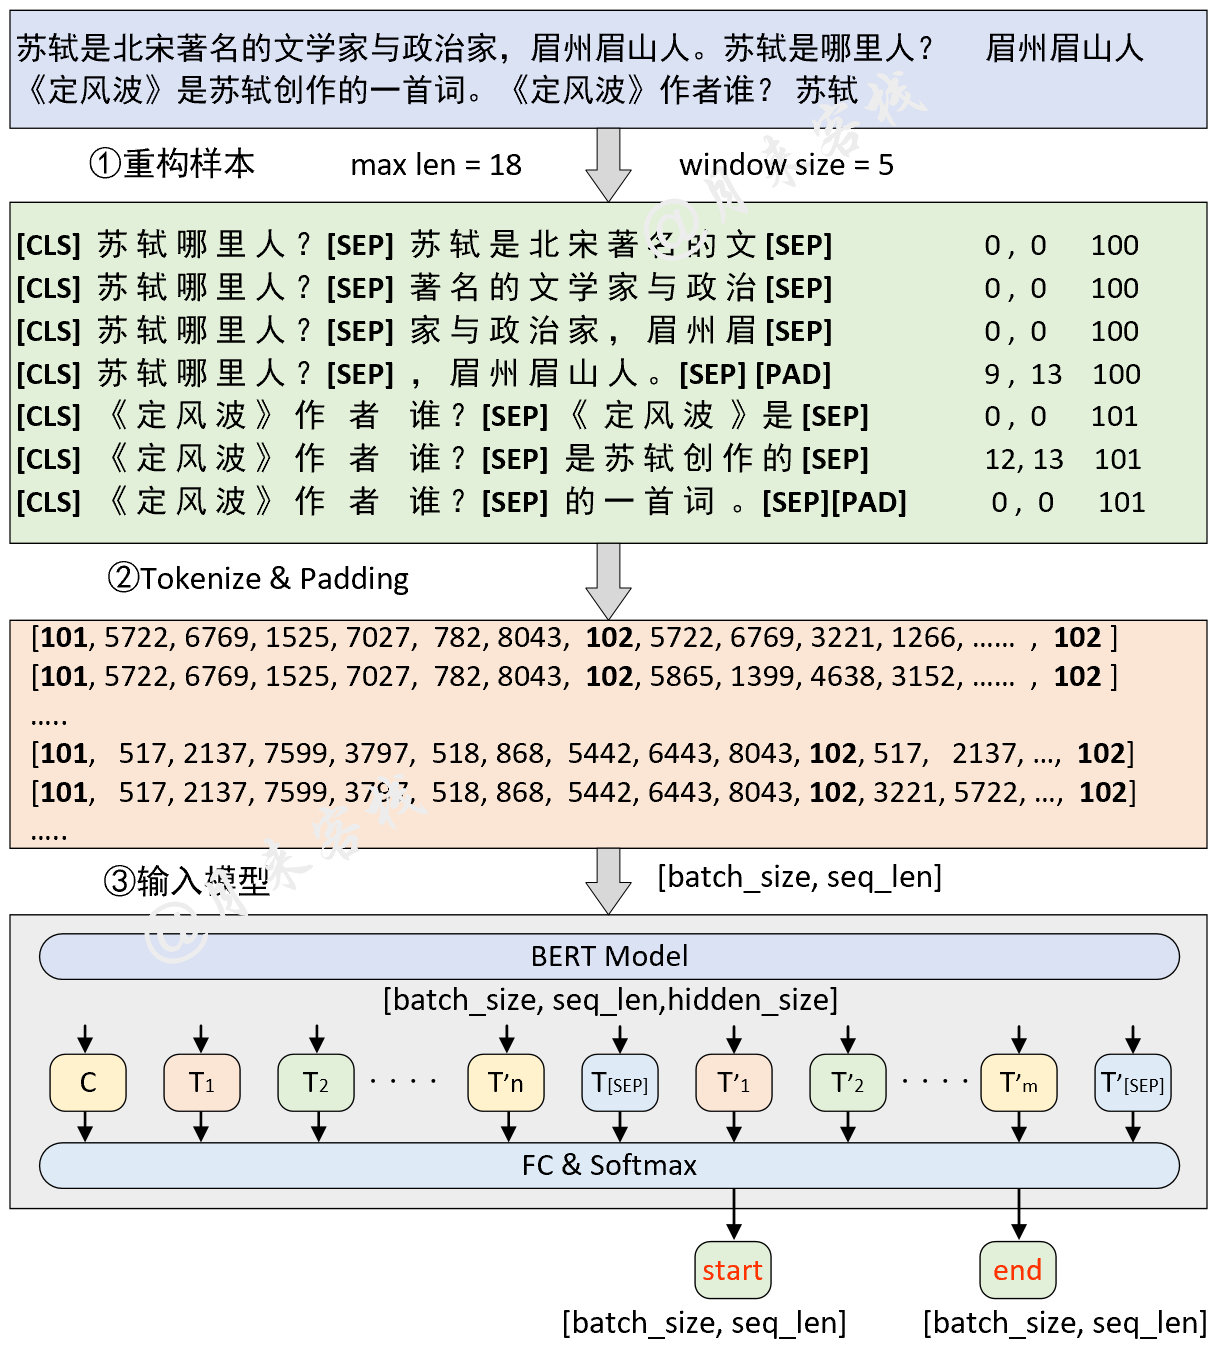 苏轼是北宋著名的文学家与政治家，眉州眉山人。苏轼是哪里人？ 眉州眉山人
《定风波》是苏轼创作的一首词。《定风波》作者谁？ 苏轼
①重构样本 max len = 18 window size = 5
[CLS] 苏 轼 哪 里 人 ？[SEP] 苏 轼 是 北 宋 著 名 的 文 [SEP] 0 , 0 100
[CLS] 苏 轼 哪 里 人 ？[SEP] 著 名 的 文 学 家 与 政 治 [SEP] 0 , 0 100
[CLS] 苏 轼 哪 里 人 ？[SEP] 家 与 政 治 家 ， 眉 州 眉 [SEP] 0 , 0 100
[CLS] 苏 轼 哪 里 人 ？[SEP] ， 眉 州 眉 山 人 。[SEP] [PAD] 9 , 13 100
[CLS] 《 定 风 波 》 作 者 谁 ？[SEP] 《 定 风 波 》是 [SEP] 0 , 0 101
[CLS] 《 定 风 波 》 作 者 谁 ？[SEP] 是 苏 轼 创 作 的 [SEP] 12, 13 101
[CLS] 《 定 风 波 》 作 者 谁 ？[SEP] 的 一 首 词 。[SEP][PAD] 0 , 0 101
②Tokenize & Padding
[101, 5722, 6769, 1525, 7027, 782, 8043, 102, 5722, 6769, 3221, 1266, …… , 102 ]
[101, 5722, 6769, 1525, 7027, 782, 8043, 102, 5865, 1399, 4638, 3152, …… , 102 ]
…..
[101, 517, 2137, 7599, 3797, 518, 868, 5442, 6443, 8043, 102, 517, 2137, …, 102]
[101, 517, 2137, 7599, 3797, 518, 868, 5442, 6443, 8043, 102, 3221, 5722, …, 102]
…..
③输入模型 [batch_size, seq_len]
BERT Model
[batch_size, seq_len,hidden_size]
C T1 T2 · · · · T’n T[SEP] T’1 T’2 · · · · T’m T’[SEP]
FC & Softmax
start end
[batch_size, seq_len] [batch_size, seq_len]
@月来客栈
@月来客栈